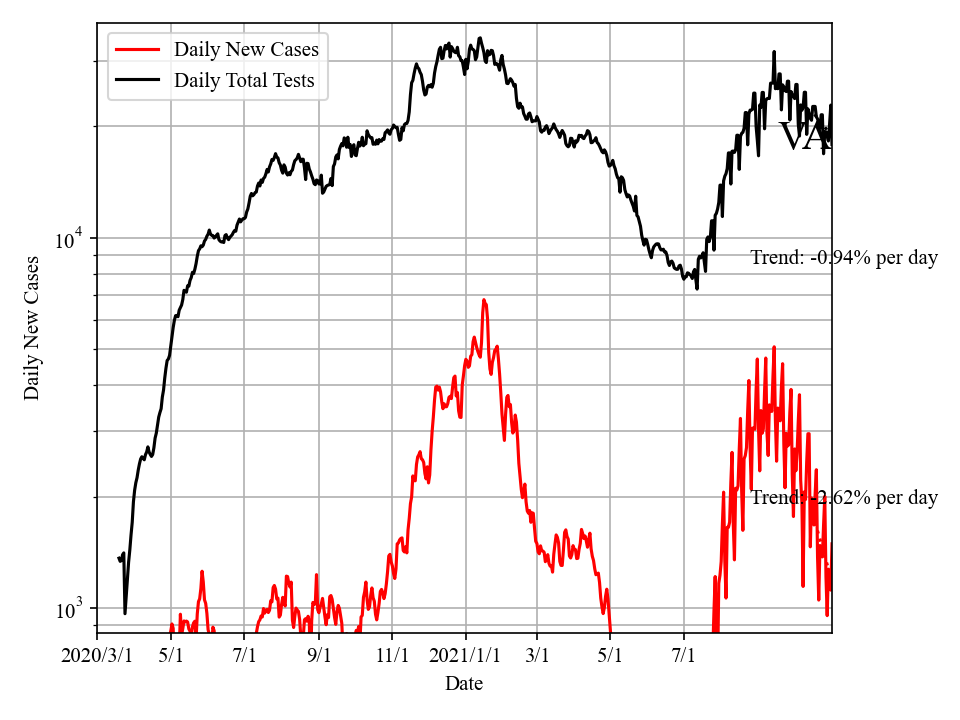 Daily New Cases
Daily Total Tests
VA
10^4
Trend: -0.94% per day
Daily New Cases
Trend: -2.62% per day
10^3
2020/3/1 5/1 7/1 9/1 11/1 2021/1/1 3/1 5/1 7/1
Date